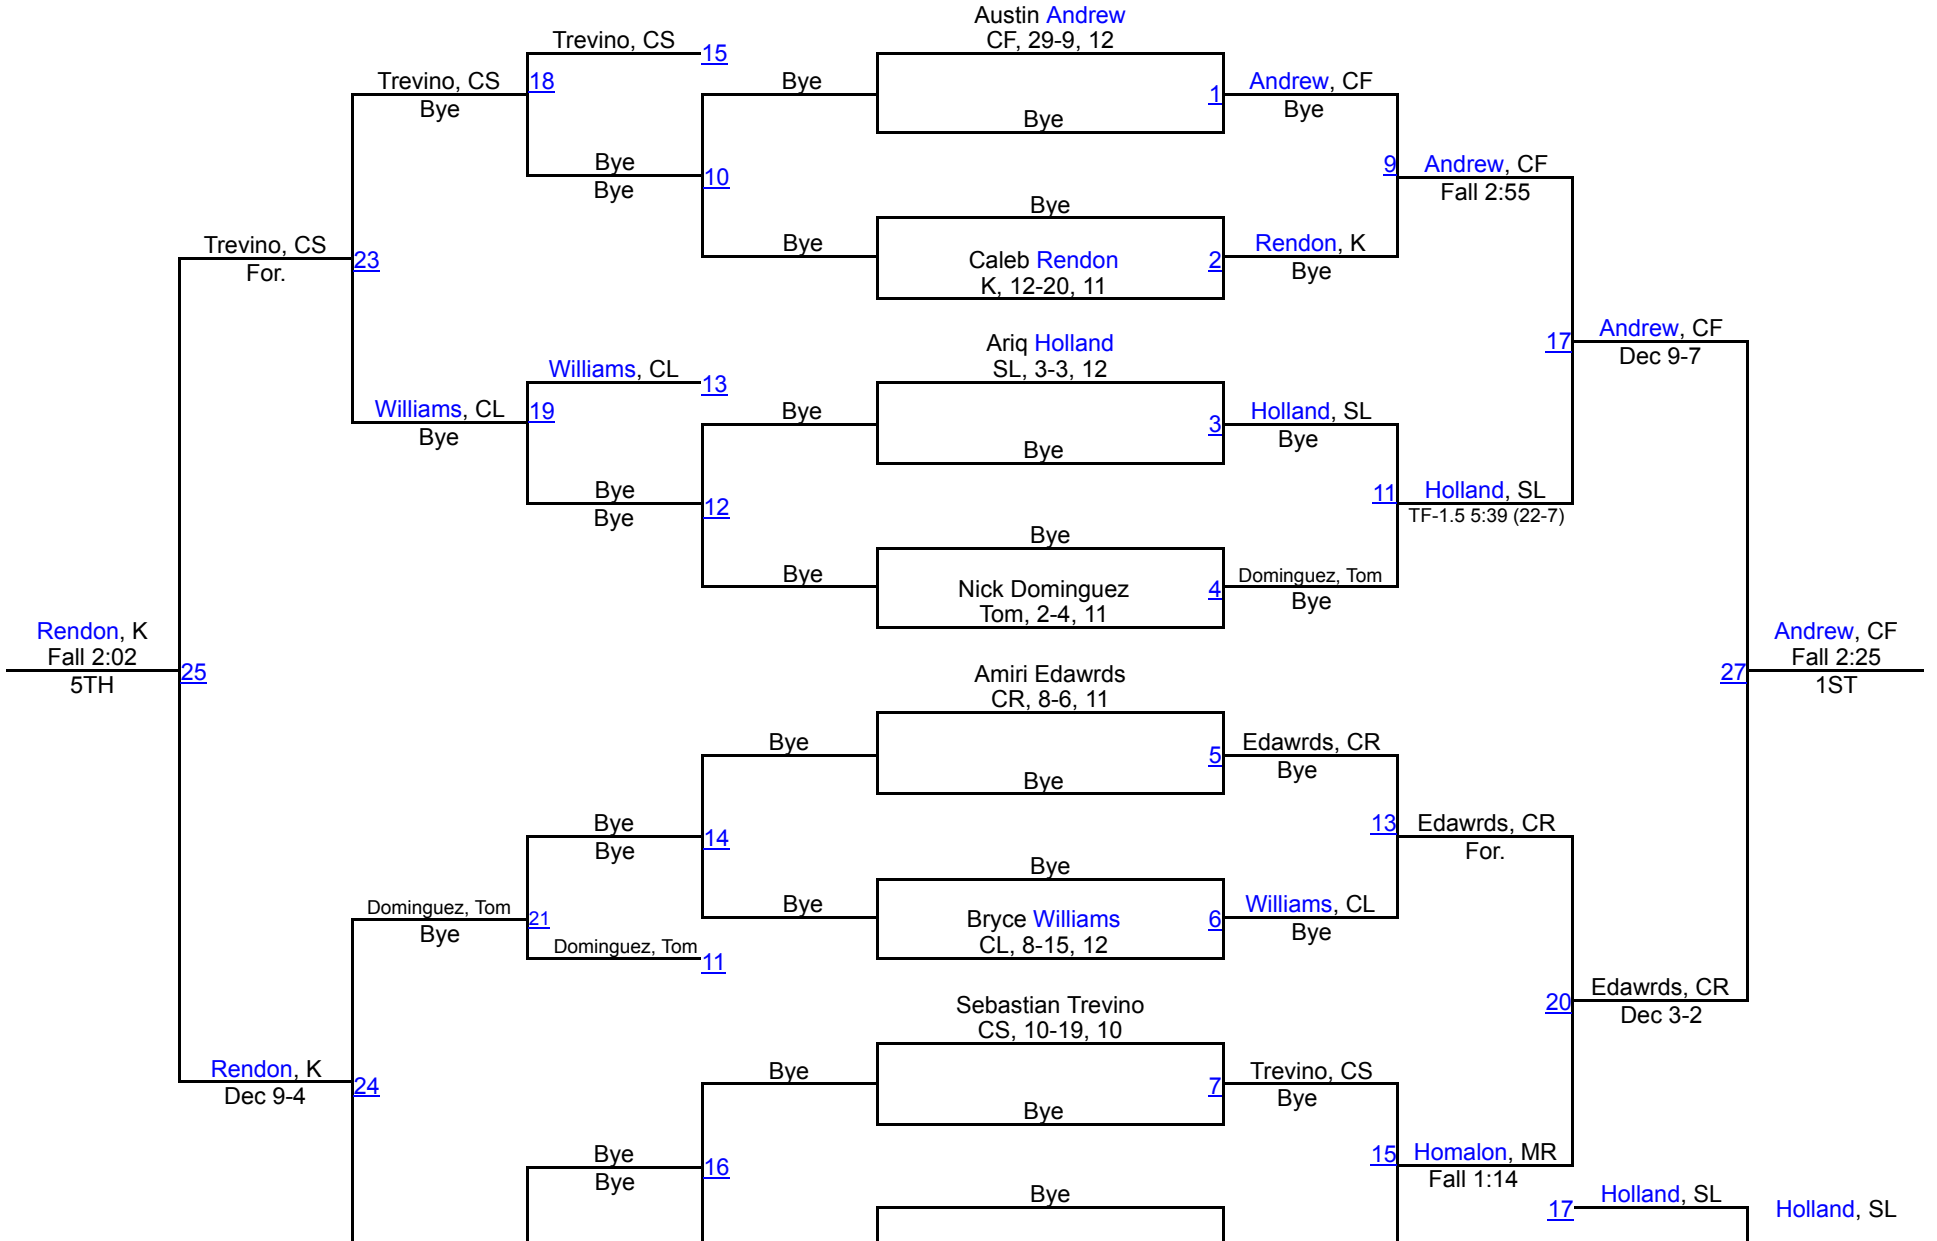 Austin Andrew
Trevino, CS
15
CF, 29-9, 12
Trevino, CS
18
Bye
1
Andrew, CF
Bye
Bye
Bye
Bye
10
Bye
9
Andrew, CF
Fall 2:55
Bye
Trevino, CS
For.
23
Bye
Caleb Rendon
K, 12-20, 11
2
Rendon, K
Bye
Ariq Holland
SL, 3-3, 12
17
Andrew, CF
Dec 9-7
Williams, CL
13
Williams, CL
Bye
19
Bye
3
Holland, SL
Bye
Bye
Bye
Bye
12
11
Holland, SL
TF-1.5 5:39 (22-7)
Bye
Bye
Nick Dominguez
Tom, 2-4, 11
4
Dominguez, Tom
Bye
Rendon, K
Fall 2:02
5TH
25
Andrew, CF
Fall 2:25
1ST
27
Amiri Edawrds
CR, 8-6, 11
Bye
5
Edawrds, CR
Bye
Bye
Bye
Bye
14
13
Edawrds, CR
For.
Bye
Dominguez, Tom
Bye
21
Bye
Bryce Williams
CL, 8-15, 12
6
Williams, CL
Bye
Dominguez, Tom
11
Sebastian Trevino
CS, 10-19, 10
20
Edawrds, CR
Dec 3-2
Rendon, K
Dec 9-4
24
Bye
7
Trevino, CS
Bye
Bye
Bye
Bye
16
15
Homalon, MR
Fall 1:14
Bye
17
Holland, SL
Holland, SL